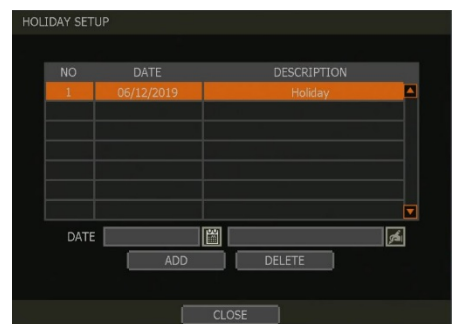 HOLIDAY SETUP
NO DATE DESCRIPTION
1 06/12/2019 Holiday
DATE
ADD DELETE
CLOSE